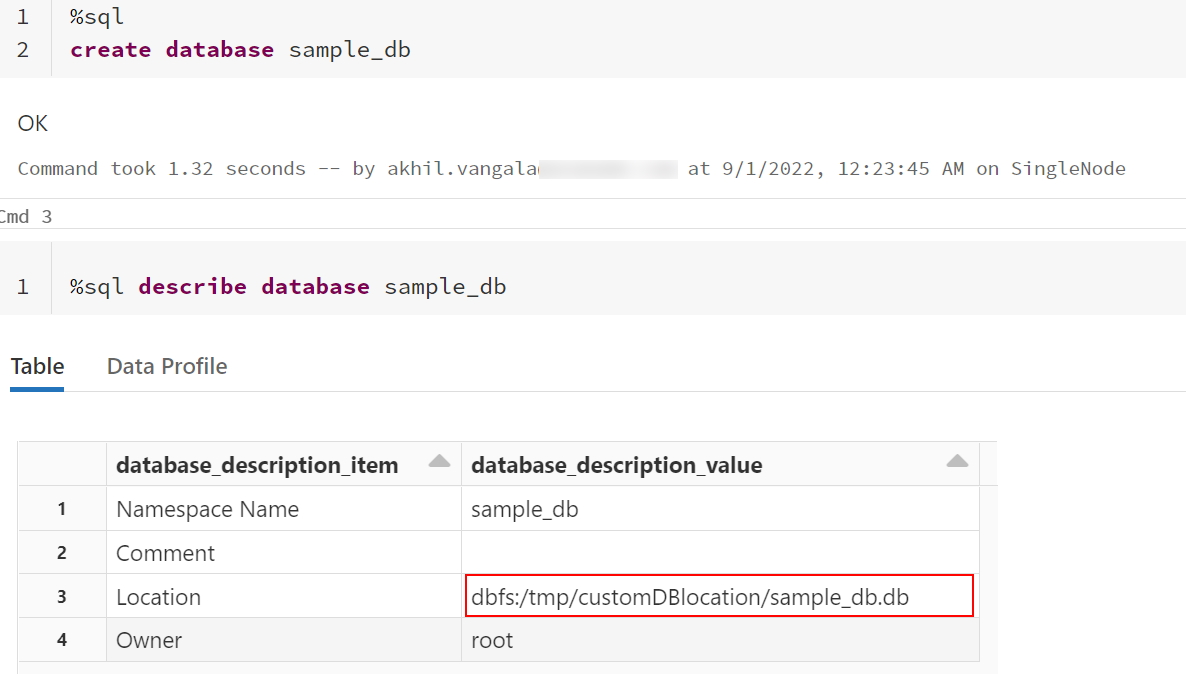 1 %sql
2 create database sample_db
OK
Command took 1.32 seconds -- by akhil.vangala at 9/1/2022, 12:23:45 AM on SingleNode
Cmd 3
1 %sql describe database sample_db
Table Data Profile
database_description_item database_description_value
1 Namespace Name sample_db
2 Comment
3 Location dbfs:/tmp/customDBlocation/sample_db.db
4 Owner root